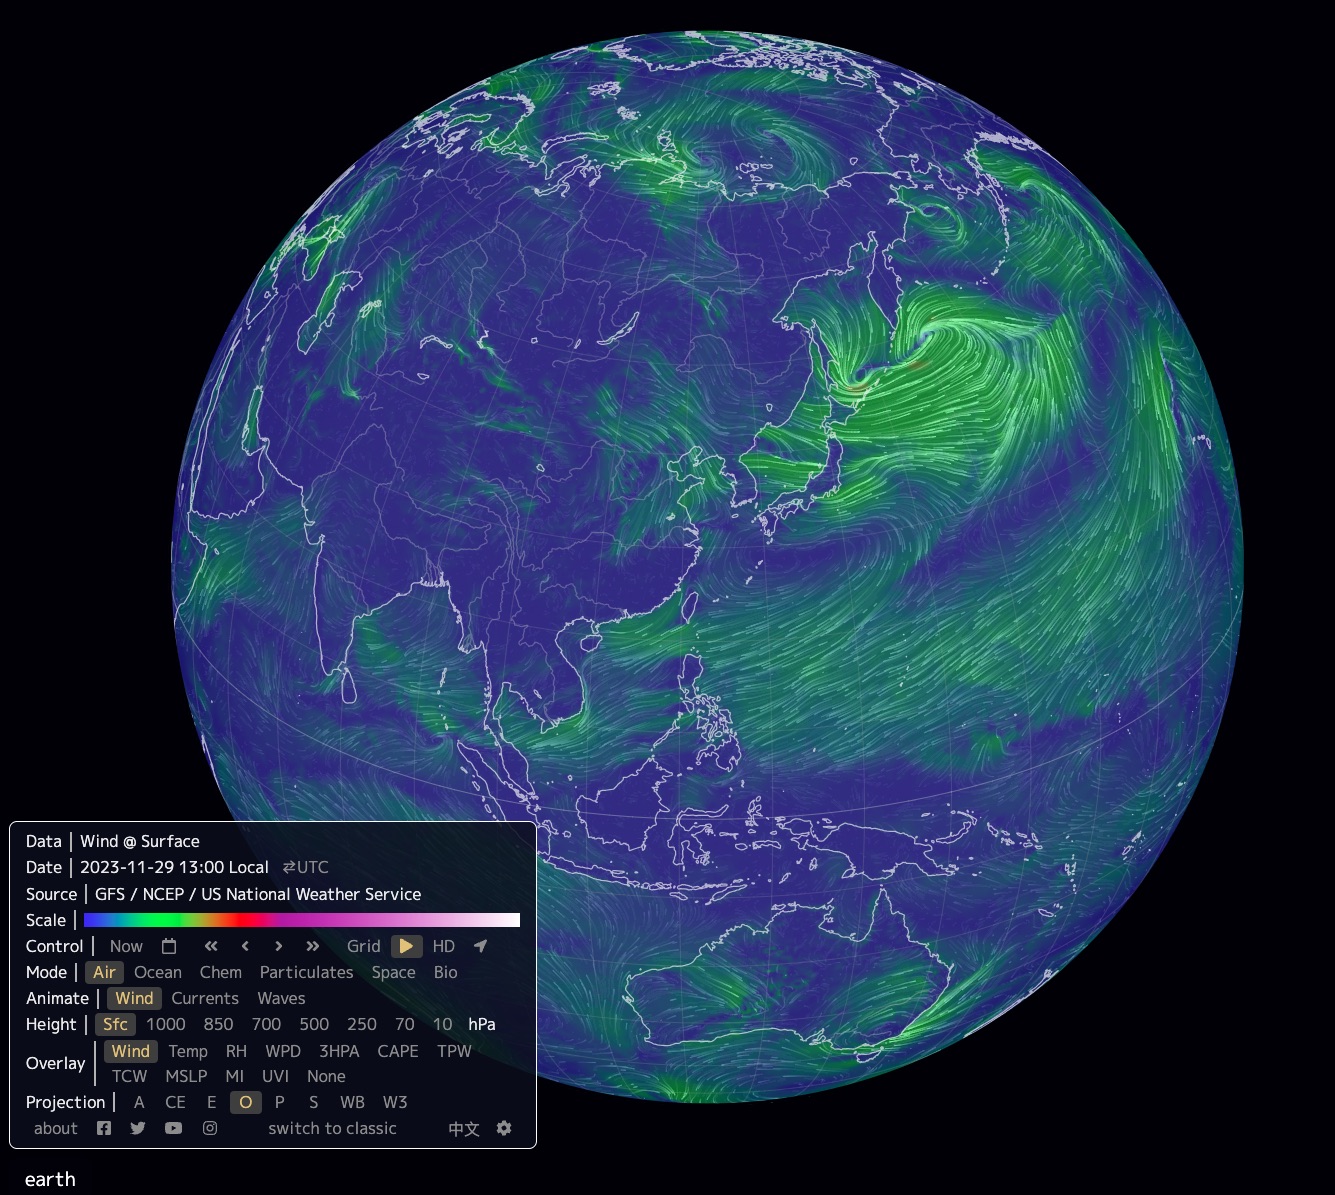 Data | Wind @ Surface
Date | 2023-11-29 13:00 Local ⇄UTC
Source | GFS / NCEP / US National Weather Service
Scale |
Control | Now Grid HD
Mode | Air Ocean Chem Particulates Space Bio
Animate | Wind Currents Waves
Height | Sfc 1000 850 700 500 250 70 10 hPa
Overlay | Wind Temp RH WPD 3HPA CAPE TPW
TCW MSLP MI UVI None
Projection | A CE E O P S WB W3
about switch to classic 中文
earth